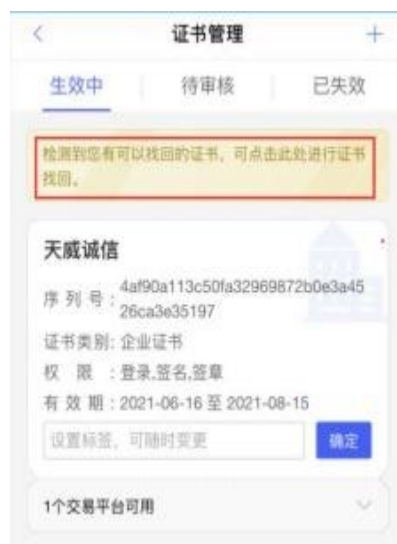 证书管理
生效中 待审核 已失效
检测到您有可以找回的证书，可点击此处进行证书
找回。
天威诚信
序 列 号：4af90a113c50fa32969872b0e3a45
26ca3e35197
证书类别: 企业证书
权 限 : 登录,签名,签章
有 效 期 : 2021-06-16 至 2021-08-15
设置标签，可随时变更 确定
1个交易平台可用